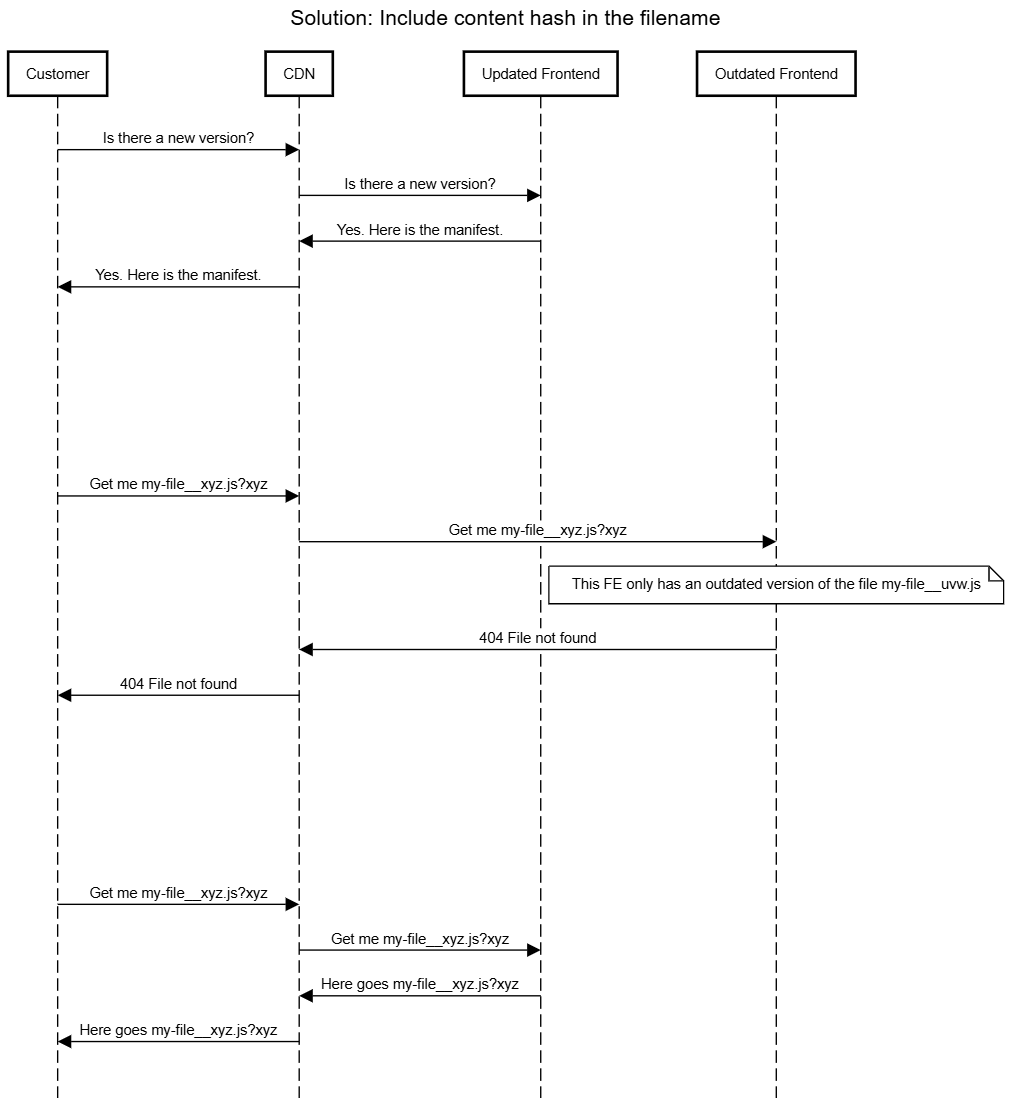 Solution: Include content hash in the filename
Customer
CDN
Updated Frontend
Outdated Frontend
Is there a new version?
Is there a new version?
Yes. Here is the manifest.
Yes. Here is the manifest.
Get me my-file__xyz.js?xyz
Get me my-file__xyz.js?xyz
This FE only has an outdated version of the file my-file__uvw.js
404 File not found
404 File not found
Get me my-file__xyz.js?xyz
Get me my-file__xyz.js?xyz
Here goes my-file__xyz.js?xyz
Here goes my-file__xyz.js?xyz